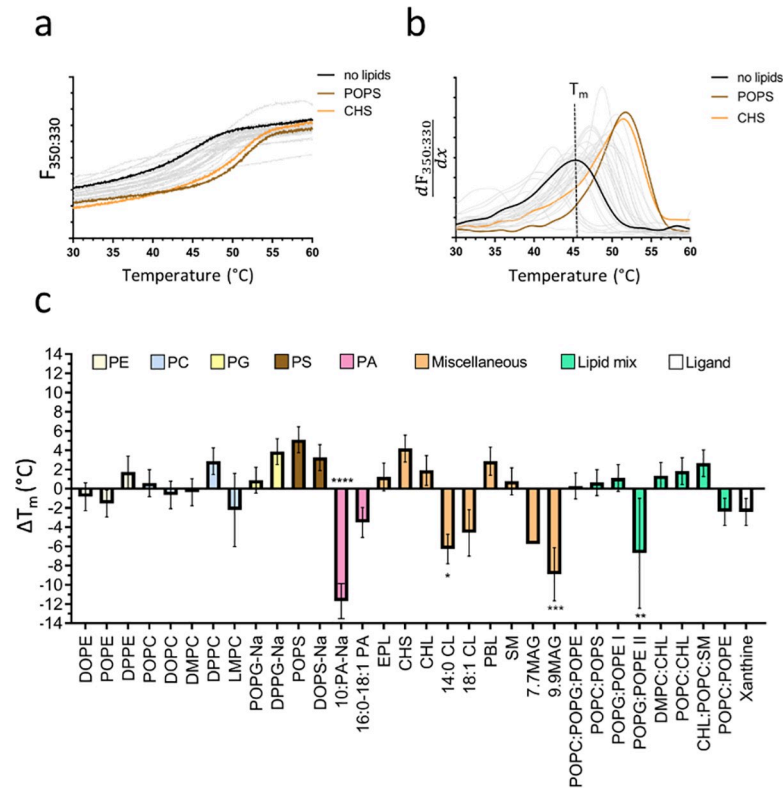 a
no lipids
POPS
CHS
F350:330
30 35 40 45 50 55 60
Temperature (°C)
b
Tm
no lipids
POPS
CHS
dF350:330
dx
30 35 40 45 50 55 60
Temperature (°C)
c
PE PC PG PS PA Miscellaneous Lipid mix Ligand
14
12
10
8
6
4
2
0
-2
-4
-6
-8
-10
-12
-14
ΔTm (°C)
****
*
***
**
DOPE
POPE
DPPE
POPC
DOPC
DMPC
DPPC
LMPC
POPG-Na
DPPG-Na
POPS
DOPS-Na
10:PA-Na
16:0-18:1 PA
EPL
CHS
CHL
14:0 CL
18:1 CL
PBL
SM
7.7MAG
9.9MAG
POPC:POPG:POPE
POPC:POPS
POPG:POPE I
POPG:POPE II
DMPC:CHL
POPC:CHL
CHL:POPC:SM
POPC:POPE
Xanthine